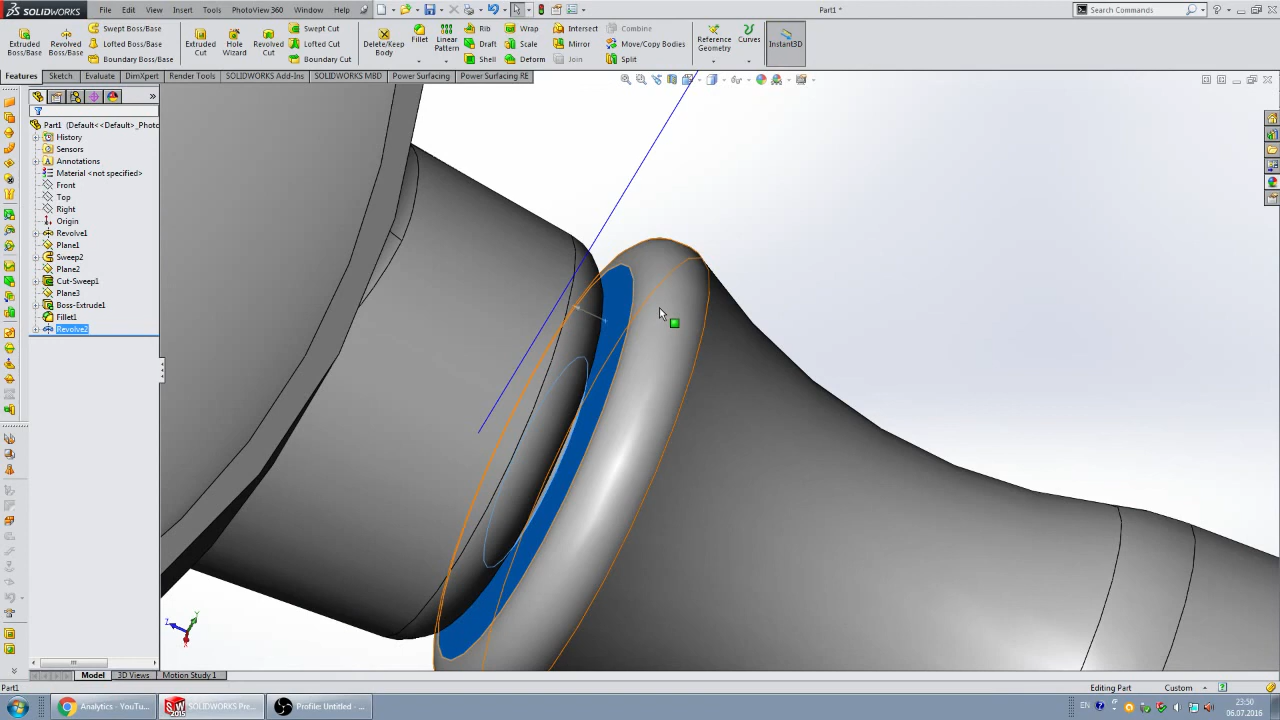 SOLIDWORKS File Edit View Insert Tools PhotoView 360 Window Help Part1 * Search Commands
Extruded Boss/Base Revolved Boss/Base Swept Boss/Base Lofted Boss/Base Boundary Boss/Base Extruded Cut Hole Wizard Revolved Cut Swept Cut Lofted Cut Boundary Cut Delete/Keep Body Fillet Linear Pattern Rib Draft Shell Wrap Scale Deform Intersect Mirror Join Combine Move/Copy Bodies Split Reference Geometry Curves Instant3D
Features Sketch Evaluate DimXpert Render Tools SOLIDWORKS Add-Ins SOLIDWORKS MBD Power Surfacing Power Surfacing RE
Part1 (Default<<Default>_Photo
History
Sensors
Annotations
Material <not specified>
Front
Top
Right
Origin
Revolve1
Plane1
Sweep2
Plane2
Cut-Sweep1
Plane3
Boss-Extrude1
Fillet1
Revolve2
Z Y X
Model 3D Views Motion Study 1
Part1 Editing Part Custom
Analytics - YouTu... SOLIDWORKS Pre... Profile: Untitled - ... EN 23:50
06.07.2016